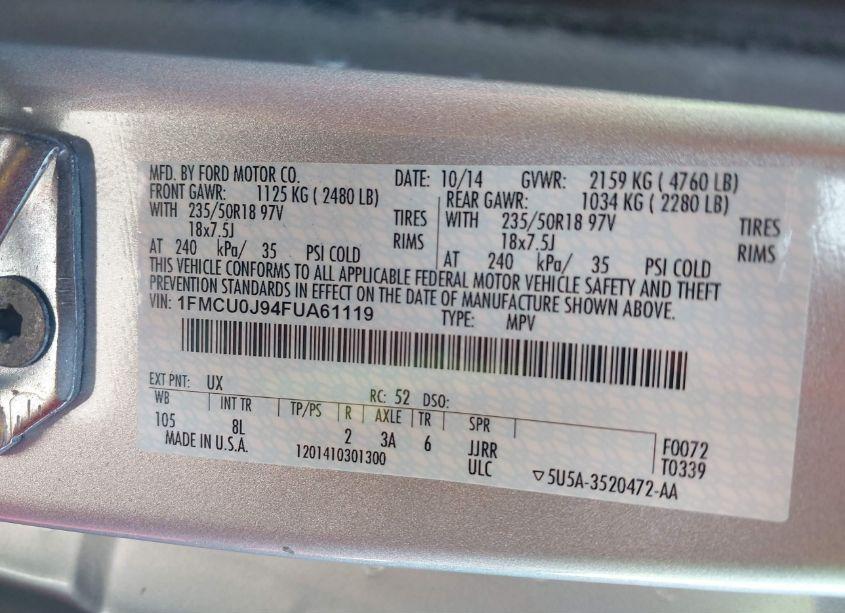 MFD. BY FORD MOTOR CO. DATE: 10/14 GVWR: 2159 KG ( 4760 LB)
FRONT GAWR: 1125 KG ( 2480 LB) REAR GAWR: 1034 KG ( 2280 LB)
WITH 235/50R18 97V TIRES WITH 235/50R18 97V TIRES
18x7.5J RIMS 18x7.5J RIMS
AT 240 kPa/ 35 PSI COLD AT 240 kPa/ 35 PSI COLD
THIS VEHICLE CONFORMS TO ALL APPLICABLE FEDERAL MOTOR VEHICLE SAFETY AND THEFT
PREVENTION STANDARDS IN EFFECT ON THE DATE OF MANUFACTURE SHOWN ABOVE.
VIN: 1FMCU0J94FUA61119 TYPE: MPV
EXT PNT: UX RC: 52 DSO:
WB INT TR TP/PS R AXLE TR SPR
105 8L 2 3A 6 JJRR F0072
MADE IN U.S.A. 1201410301300 ULC T0339
▽5U5A-3520472-AA